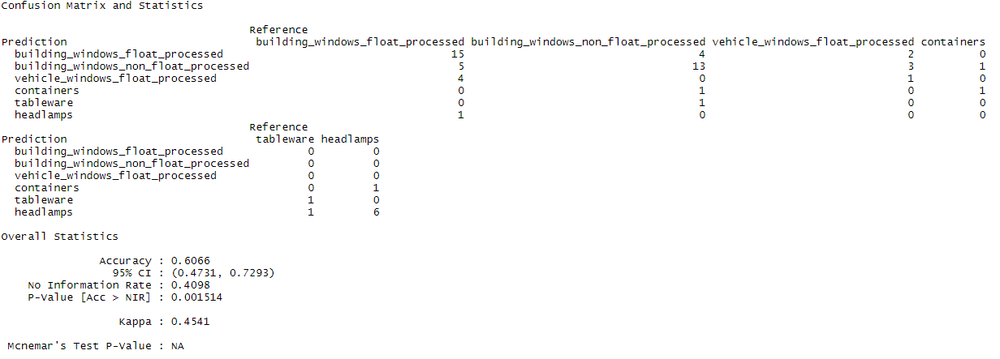 Confusion Matrix and Statistics

                                      Reference
Prediction                             building_windows_float_processed building_windows_non_float_processed vehicle_windows_float_processed containers
  building_windows_float_processed                                   15                                    4                               2          0
  building_windows_non_float_processed                                5                                   13                               3          1
  vehicle_windows_float_processed                                     4                                    0                               1          0
  containers                                                          0                                    1                               0          1
  tableware                                                           0                                    1                               0          0
  headlamps                                                           1                                    0                               0          0
                                      Reference
Prediction                             tableware headlamps
  building_windows_float_processed             0         0
  building_windows_non_float_processed         0         0
  vehicle_windows_float_processed              0         0
  containers                                   0         1
  tableware                                    1         0
  headlamps                                    1         6

Overall Statistics

               Accuracy : 0.6066
                 95% CI : (0.4731, 0.7293)
    No Information Rate : 0.4098
    P-Value [Acc > NIR] : 0.001514

                  Kappa : 0.4541

 Mcnemar's Test P-Value : NA